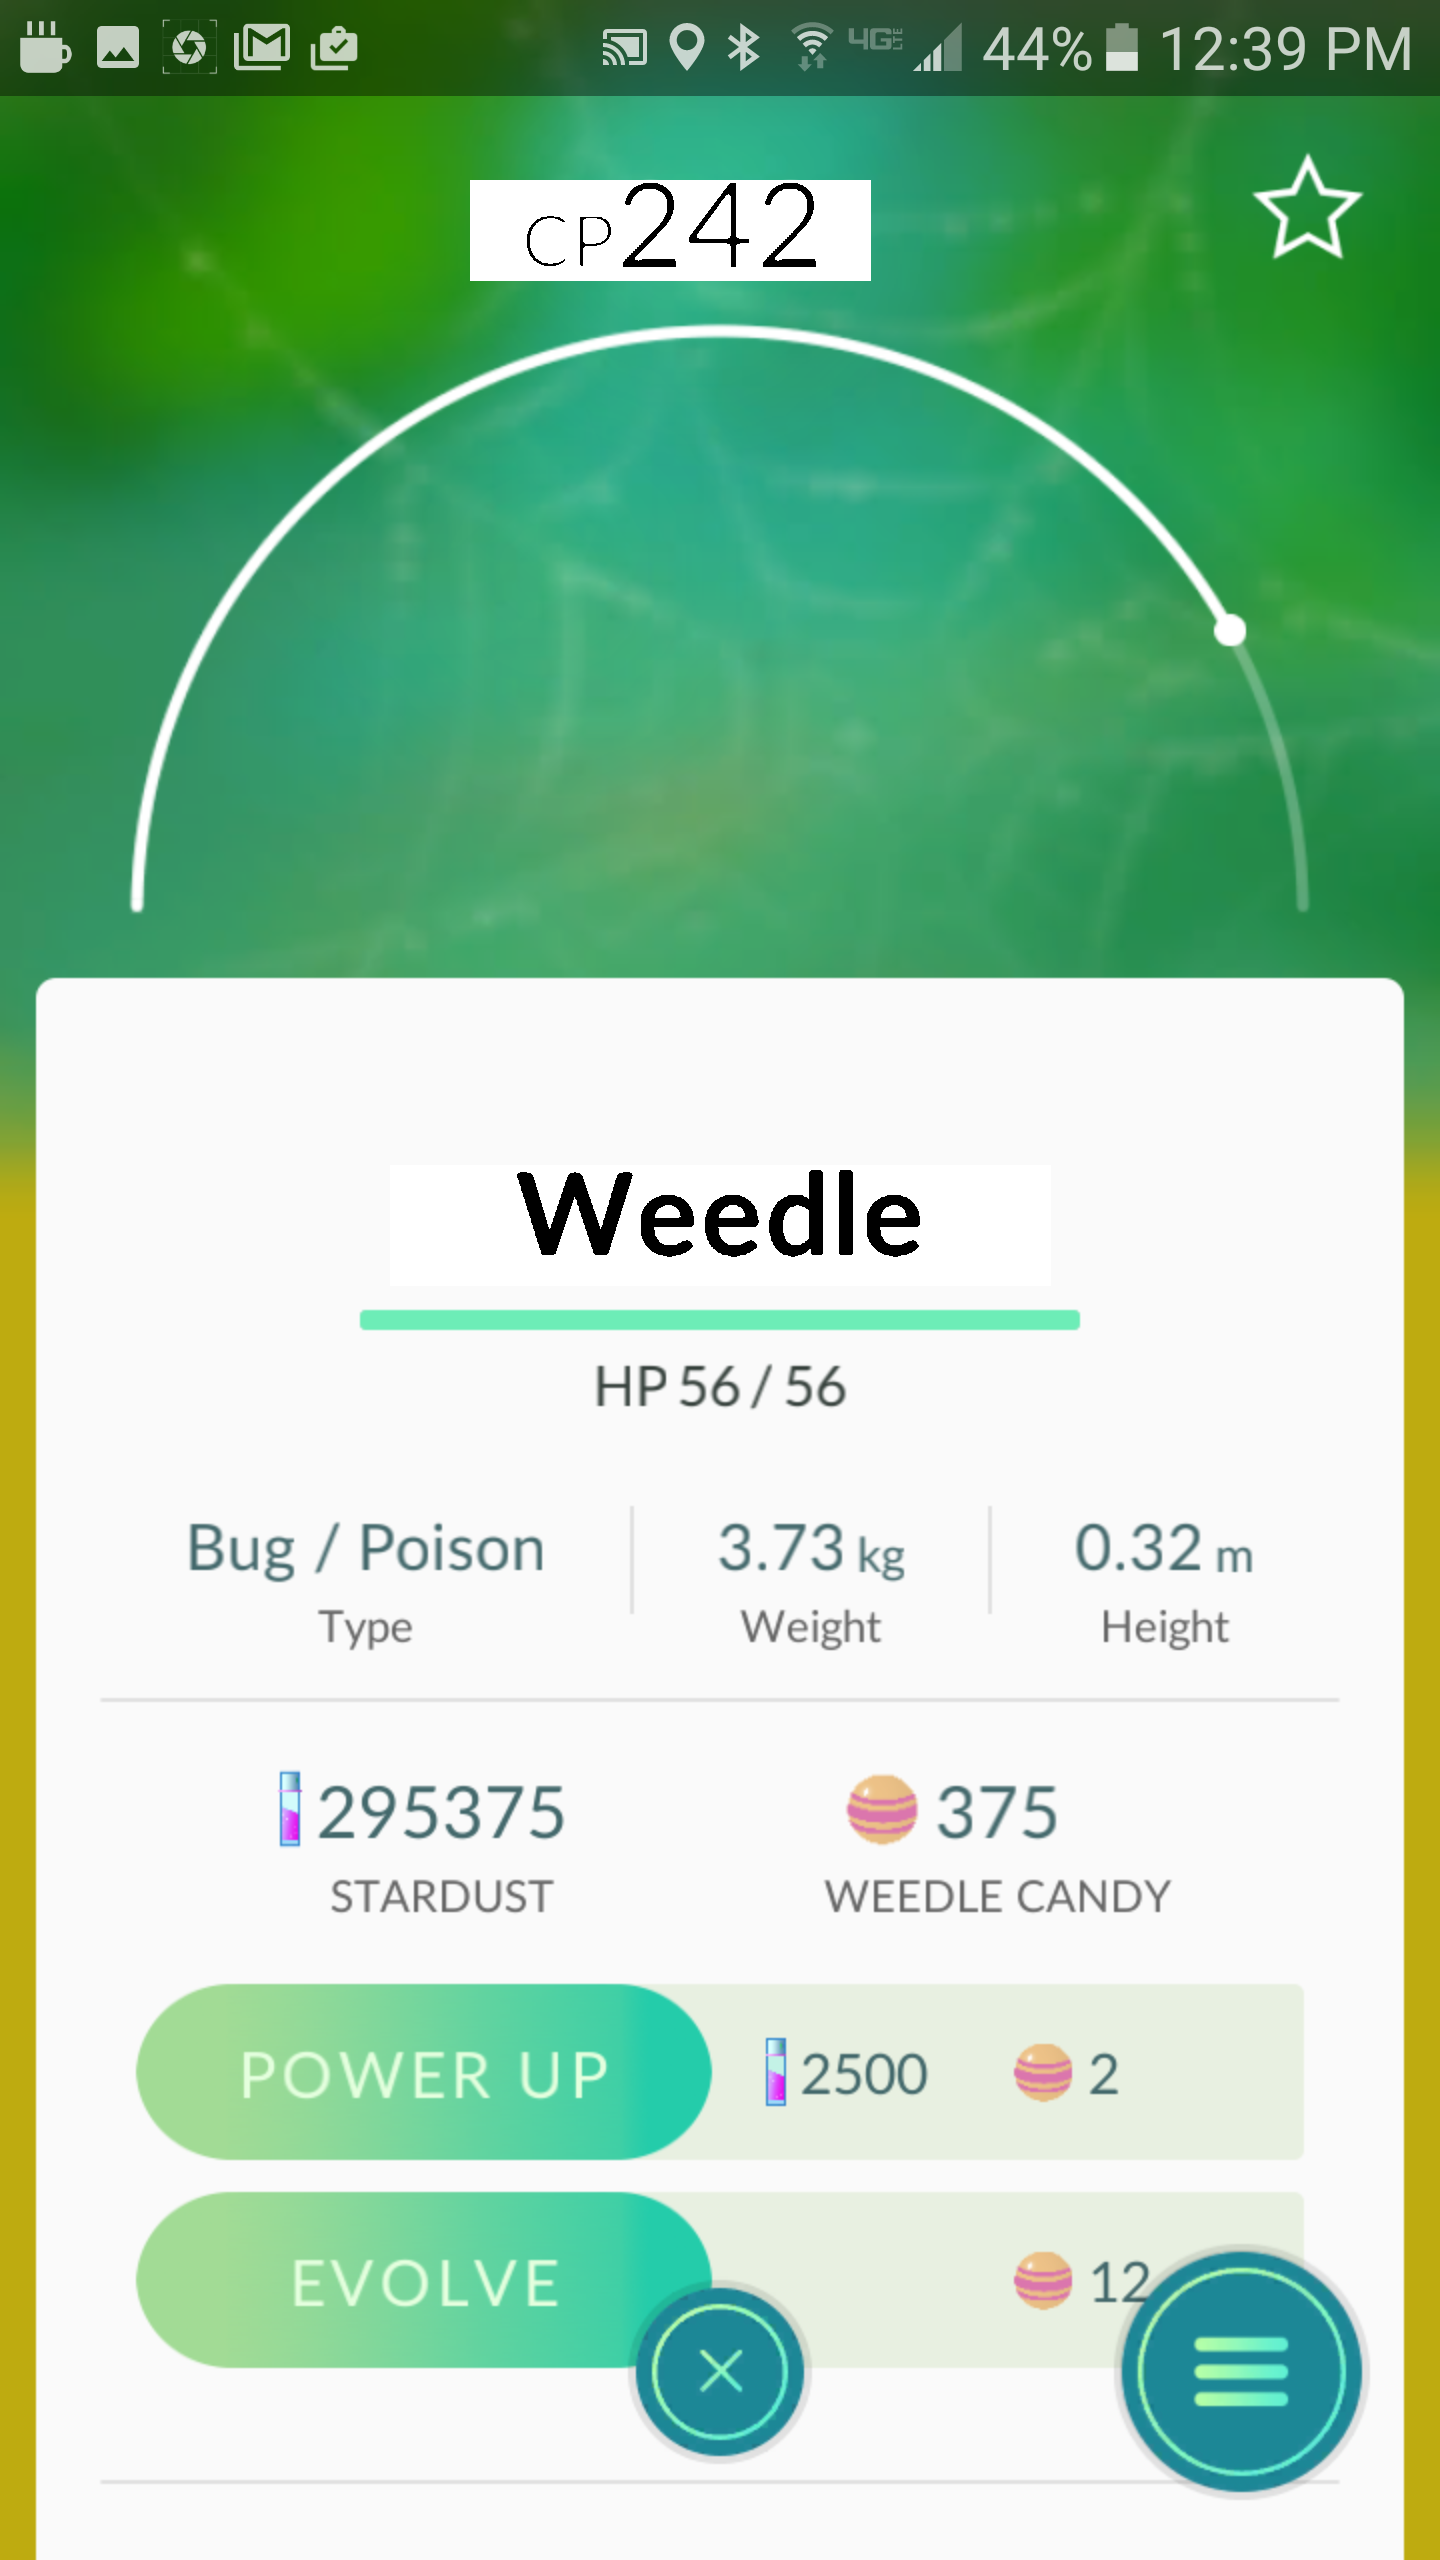 4G LTE 44% 12:39 PM
CP242
Weedle
HP 56 / 56
Bug / Poison 3.73 kg 0.32 m
Type Weight Height
295375 375
STARDUST WEEDLE CANDY
POWER UP 2500 2
EVOLVE 12